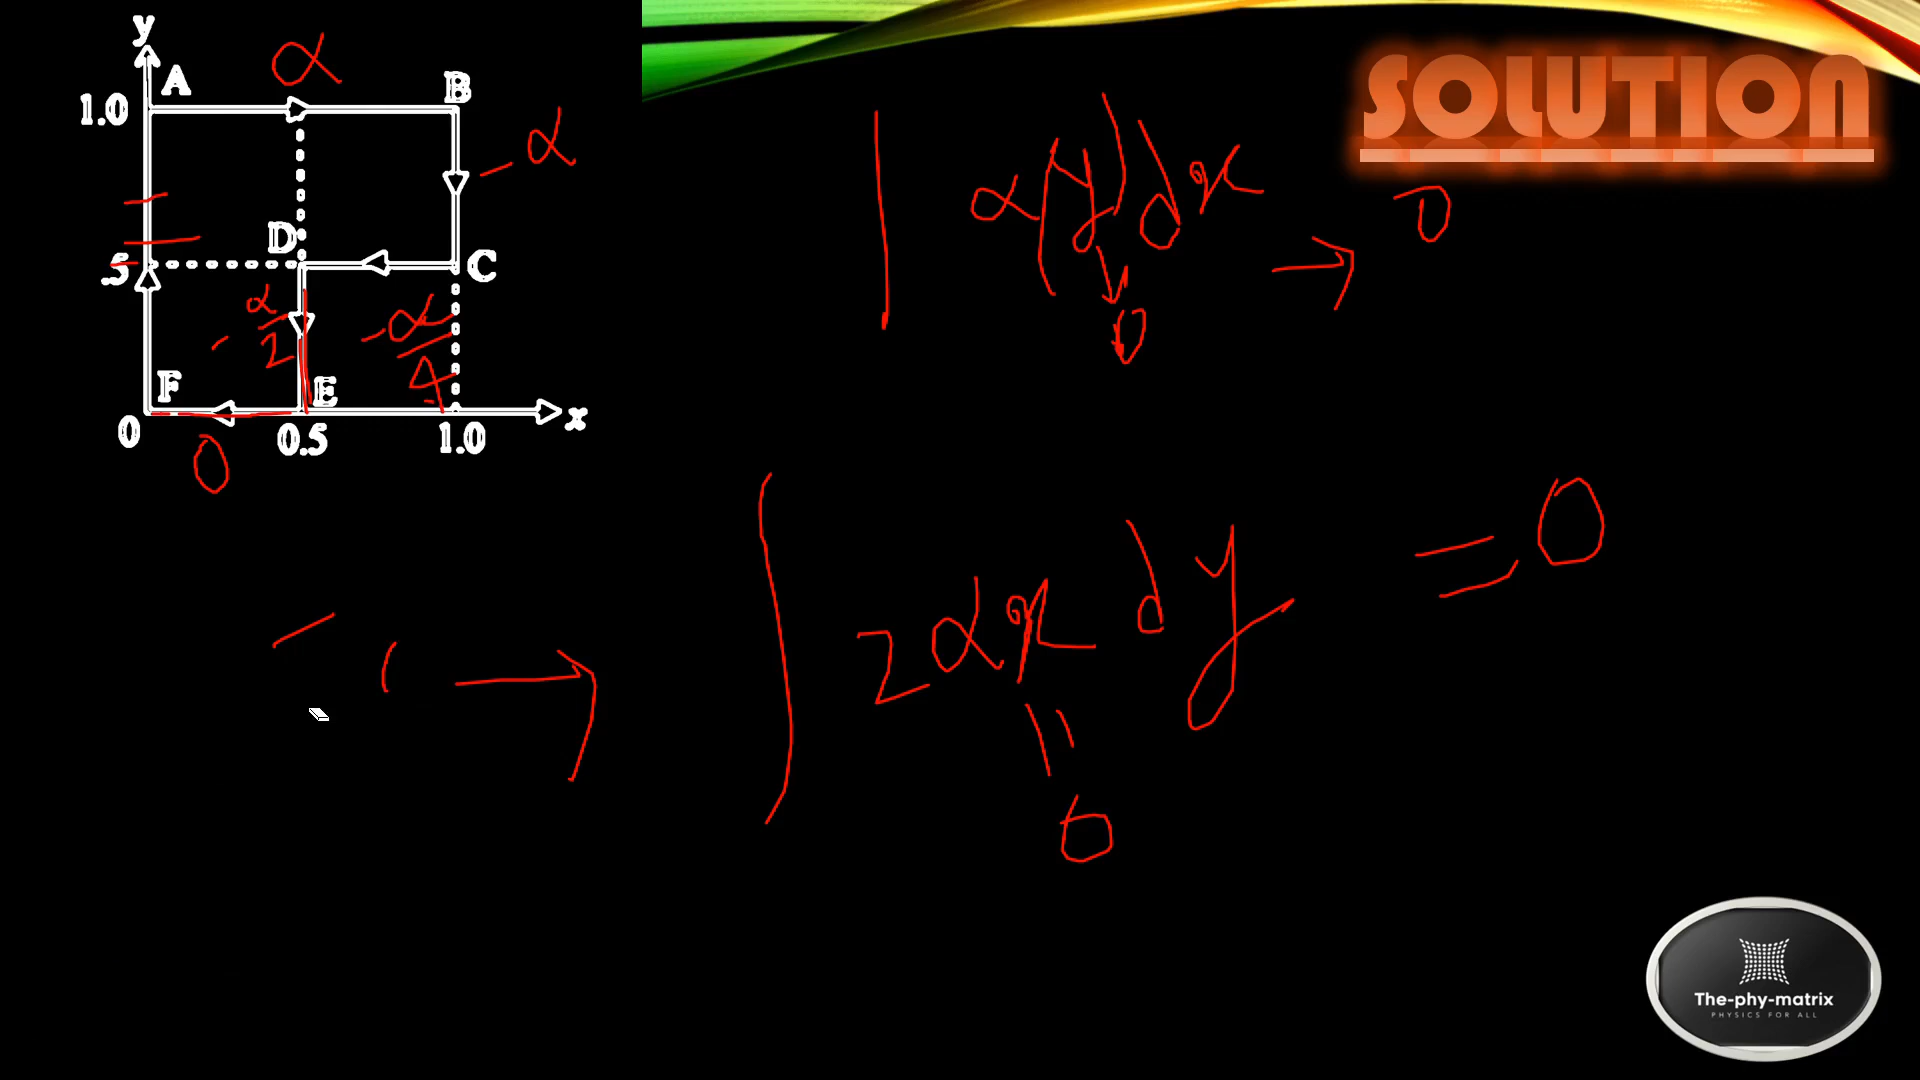 y
α
A
B
1.0
- α
SOLUTION
α(y) dx → 0
0
D
C
.5
- α/2
- α/4
F
E
0
0.5
1.0
x
0
∫ 2αx dy = 0
0
The-phy-matrix
PHYSICS FOR ALL